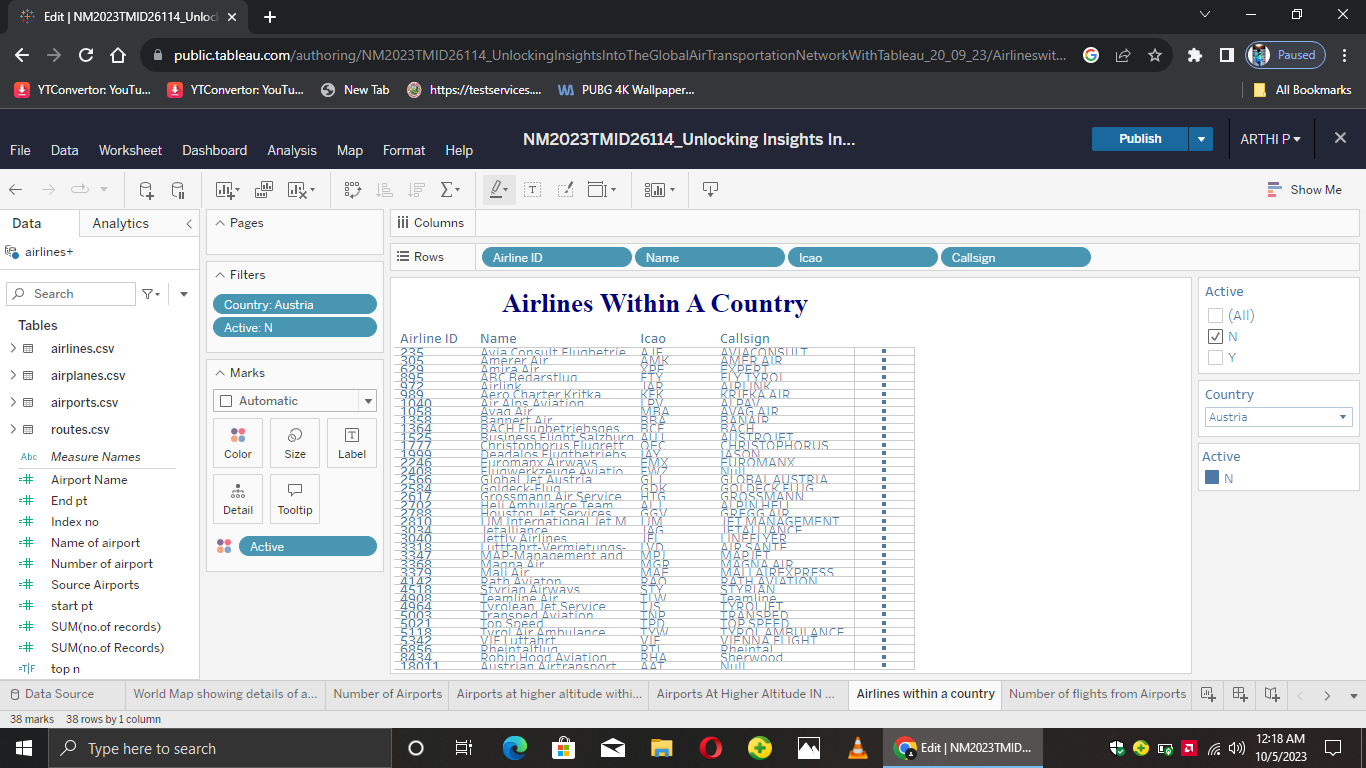 Edit | NM2023TMID26114_Unloc
public.tableau.com/authoring/NM2023TMID26114_UnlockingInsightsIntoTheGlobalAirTransportationNetworkWithTableau_20_09_23/Airlineswit...
Paused
YTConvertor: YouTu...
YTConvertor: YouTu...
New Tab
https://testservices....
PUBG 4K Wallpaper...
All Bookmarks
NM2023TMID26114_Unlocking Insights In...
Publish
ARTHI P
File Data Worksheet Dashboard Analysis Map Format Help
Show Me
Data Analytics
airlines+
Search
Tables
airlines.csv
airplanes.csv
airports.csv
routes.csv
Abc Measure Names
Airport Name
End pt
Index no
Name of airport
Number of airport
Source Airports
start pt
SUM(no.of records)
SUM(no.of Records)
top n
Pages
Filters
Country: Austria
Active: N
Marks
Automatic
Color Size Label
Detail Tooltip
Active
Columns
Rows Airline ID Name Icao Callsign
Airlines Within A Country
Airline ID Name Icao Callsign
235 Avia Consult Flugbetrie.. AJF AVIACONSULT
305 Amerer Air AMK AMER AIR
629 Amira Air XPE EXPERT
895 ABC Bedarsflug FTY FLY TYROL
972 Airlink JAR AIRLINK
989 Aero Charter Krifka KFK KRIFKA AIR
1040 Air Alps Aviation LPV ALPAV
1058 Avag Air MBA AVAG AIR
1358 Bannert Air BBA BANAIR
1364 BACH Flugbetriebsges.. BCF BACH
1525 Business Flight Salzburg AUJ AUSTROJET
1777 Christophorus Flugrett.. OEC CHRISTOPHORUS
1999 Deadalos Flugtbetriebs.. IAY IASON
2246 Euromanx Airways EMX EUROMANX
2408 Flugwerkzeuge Aviatio.. FWZ Null
2566 Global Jet Austria GLJ GLOBAL AUSTRIA
2584 Goldeck-Flug GDK GOLDECK FLUG
2617 Grossmann Air Service HTG GROSSMANN
2702 Heli Ambulance Team ALJ ALPIN HELI
2788 Houston Jet Services GGV GREGG AIR
2810 IJM International Jet M.. IJM JET MANAGEMENT
3034 Jetalliance JAG JETALLIANCE
3040 Jetfly Airlines JFL LINEFLYER
3318 Luftfahrt-Vermietungs-.. LVD AIR SANTE
3347 MAP-Management and.. MPJ MAPJET
3368 Magna Air MGR MAGNA AIR
3379 Mali Air MAE MALI AIREXPRESS
4142 Rath Aviaton RAQ RATH AVIATION
4518 Styrian Airways STY STYRIAN
4908 Teamline Air TLW Teamline
4964 Tyrolean Jet Service TJS TYROLJET
5003 Transped Aviation TNP TRANSPED
5021 Top Speed TPD TOP SPEED
5118 Tyrol Air Ambulance TYW TYROL AMBULANCE
5342 VIF Luftfahrt VIF VIENNA FLIGHT
6856 Rheintalflug RTL Rheintal
8434 Robin Hood Aviation RHA Sherwood
18011 Austrian Airtransport AAT Null
Active
(All)
N
Y
Country
Austria
Active
N
Data Source World Map showing details of a... Number of Airports Airports at higher altitude withi... Airports At Higher Altitude IN ... Airlines within a country Number of flights from Airports
38 marks 38 rows by 1 column
Type here to search
Edit | NM2023TMID...
12:18 AM
10/5/2023